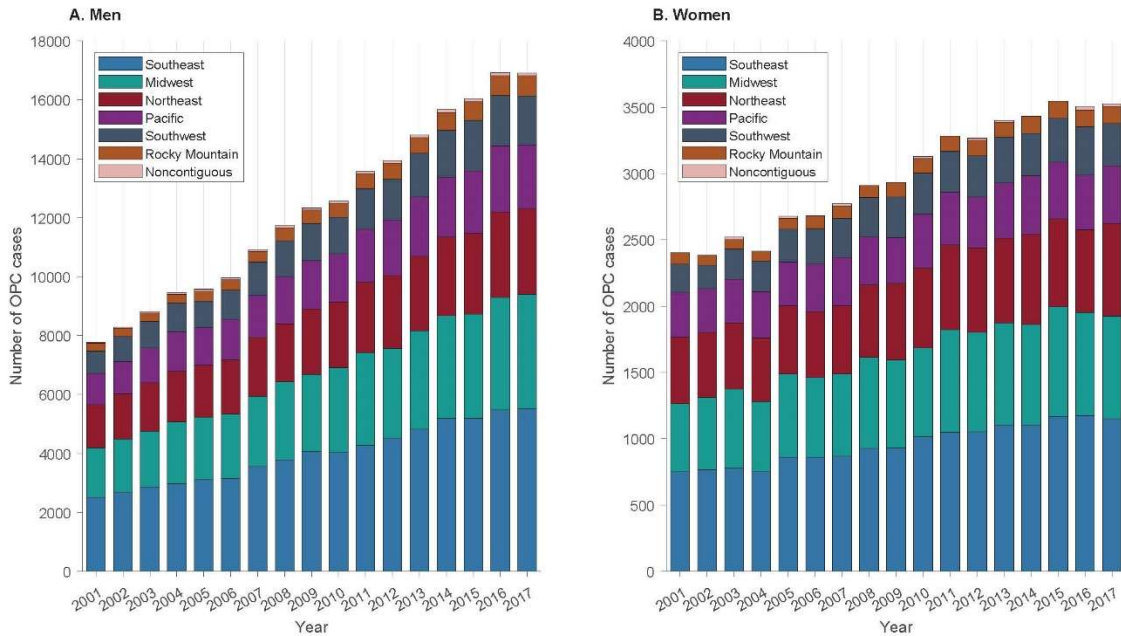 A. Men
18000
16000
14000
12000
10000
8000
6000
4000
2000
0
Number of OPC cases
Southeast
Midwest
Northeast
Pacific
Southwest
Rocky Mountain
Noncontiguous
2001 2002 2003 2004 2005 2006 2007 2008 2009 2010 2011 2012 2013 2014 2015 2016 2017
Year
B. Women
4000
3500
3000
2500
2000
1500
1000
500
0
Number of OPC cases
Southeast
Midwest
Northeast
Pacific
Southwest
Rocky Mountain
Noncontiguous
2001 2002 2003 2004 2005 2006 2007 2008 2009 2010 2011 2012 2013 2014 2015 2016 2017
Year